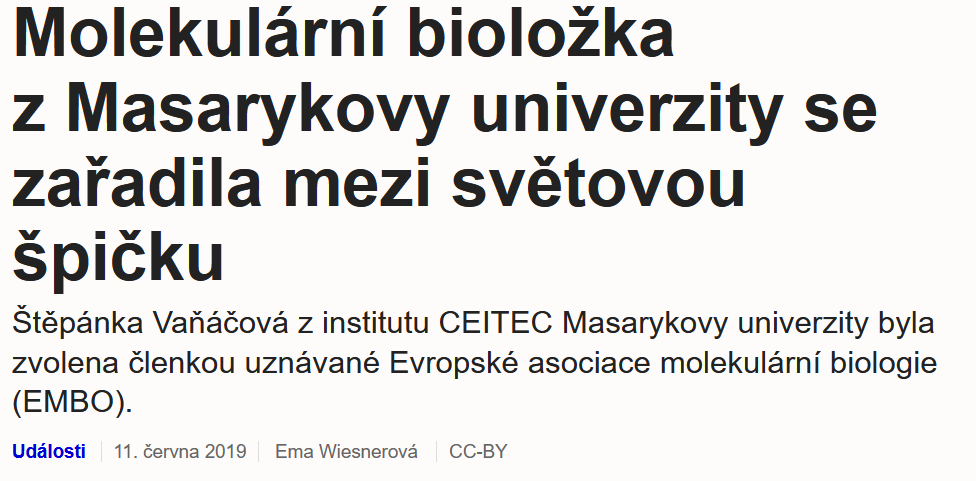 Molekulární bioložka
z Masarykovy univerzity se
zařadila mezi světovou
špičku
Štěpánka Vaňáčová z institutu CEITEC Masarykovy univerzity byla
zvolena členkou uznávané Evropské asociace molekulární biologie
(EMBO).
Události 11. června 2019 Ema Wiesnerová CC-BY